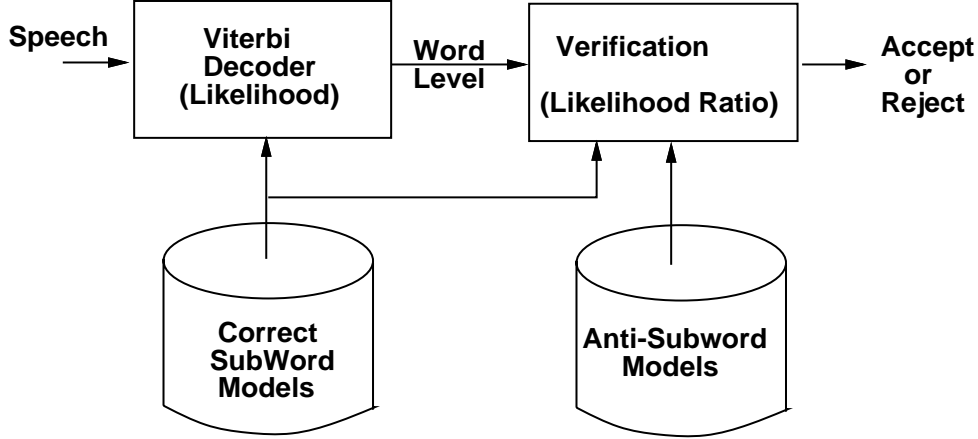 Speech
Viterbi
Decoder
(Likelihood)
Word
Level
Verification
(Likelihood Ratio)
Accept
or
Reject
Correct
SubWord
Models
Anti-Subword
Models